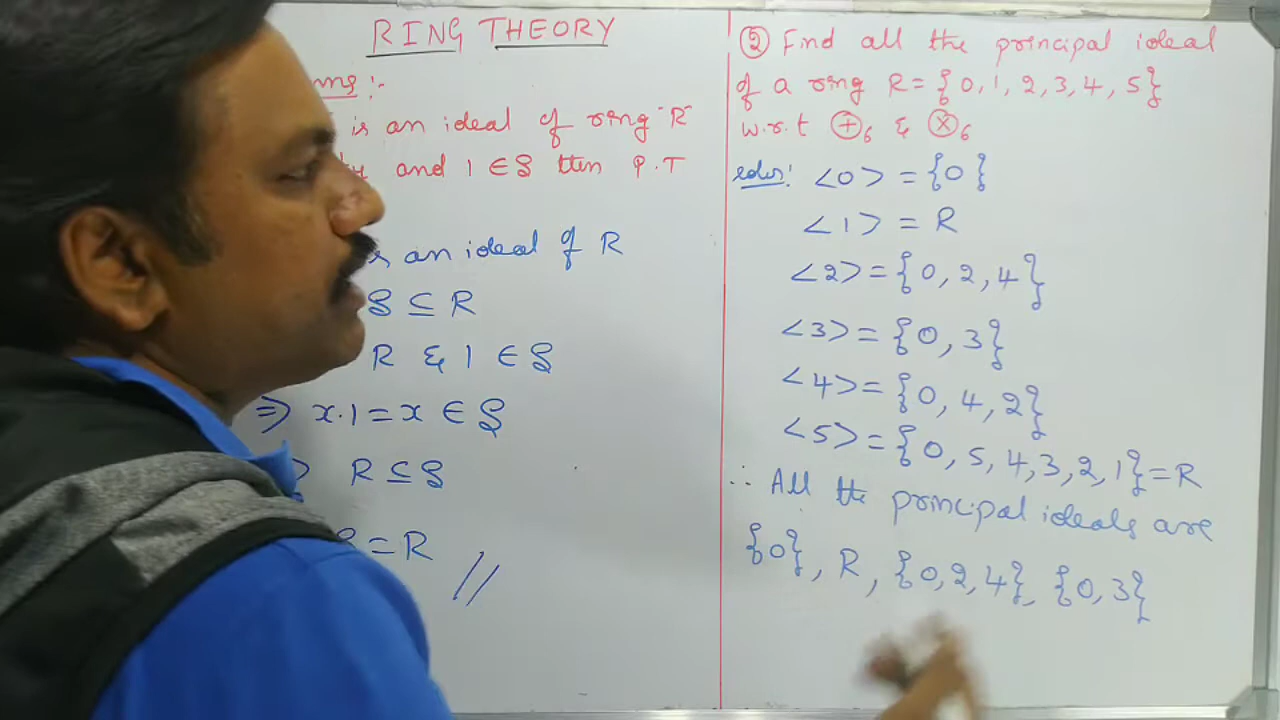 RING THEORY
ms :-
is an ideal of ring "R"
and 1 ∈ S then P.T
is an ideal of R
S ⊆ R
R & 1 ∈ S
⇒ x.1 = x ∈ S
R ⊆ S
= R //
② Find all the principal ideal
of a ring R = {0, 1, 2, 3, 4, 5}
w.r.t ⊕₆ & ⊗₆
<0> = {0}
<1> = R
<2> = {0, 2, 4}
<3> = {0, 3}
<4> = {0, 4, 2}
<5> = {0, 5, 4, 3, 2, 1} = R
∴ All the principal ideals are
{0}, R, {0, 2, 4}, {0, 3}